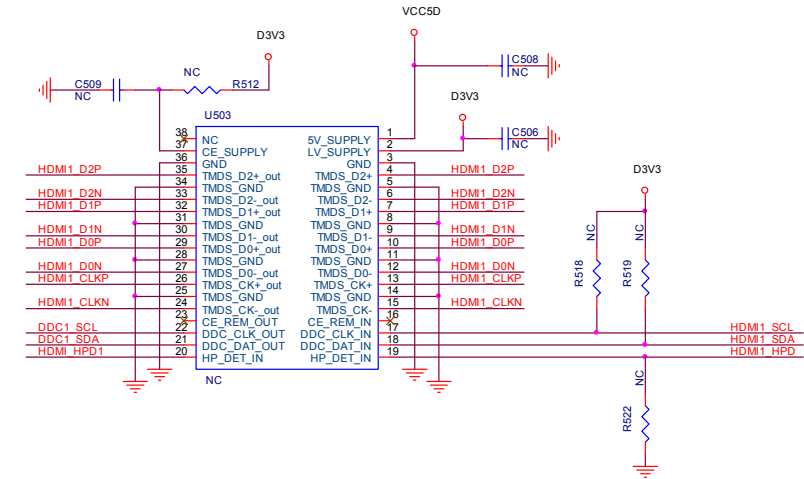 VCC5D
D3V3
C509
NC
NC
R512
C508
NC
D3V3
C506
NC
U503
38 NC 5V_SUPPLY 1
37 CE_SUPPLY LV_SUPPLY 2
36 GND GND 3
HDMI1_D2P 35 TMDS_D2+_out TMDS_D2+ 4 HDMI1_D2P
34 TMDS_GND TMDS_GND 5
HDMI1_D2N 33 TMDS_D2-_out TMDS_D2- 6 HDMI1_D2N
HDMI1_D1P 32 TMDS_D1+_out TMDS_D1+ 7 HDMI1_D1P
31 TMDS_GND TMDS_GND 8
HDMI1_D1N 30 TMDS_D1-_out TMDS_D1- 9 HDMI1_D1N
HDMI1_D0P 29 TMDS_D0+_out TMDS_D0+ 10 HDMI1_D0P
28 TMDS_GND TMDS_GND 11
HDMI1_D0N 27 TMDS_D0-_out TMDS_D0- 12 HDMI1_D0N
HDMI1_CLKP 26 TMDS_CK+_out TMDS_CK+ 13 HDMI1_CLKP
25 TMDS_GND TMDS_GND 14
HDMI1_CLKN 24 TMDS_CK-_out TMDS_CK- 15 HDMI1_CLKN
23 CE_REM_OUT CE_REM_IN 16
DDC1_SCL 22 DDC_CLK_OUT DDC_CLK_IN 17 HDMI1_SCL
DDC1_SDA 21 DDC_DAT_OUT DDC_DAT_IN 18 HDMI1_SDA
HDMI_HPD1 20 HP_DET_IN HP_DET_IN 19 HDMI1_HPD
NC
D3V3
NC
R518
NC
R519
NC
R522